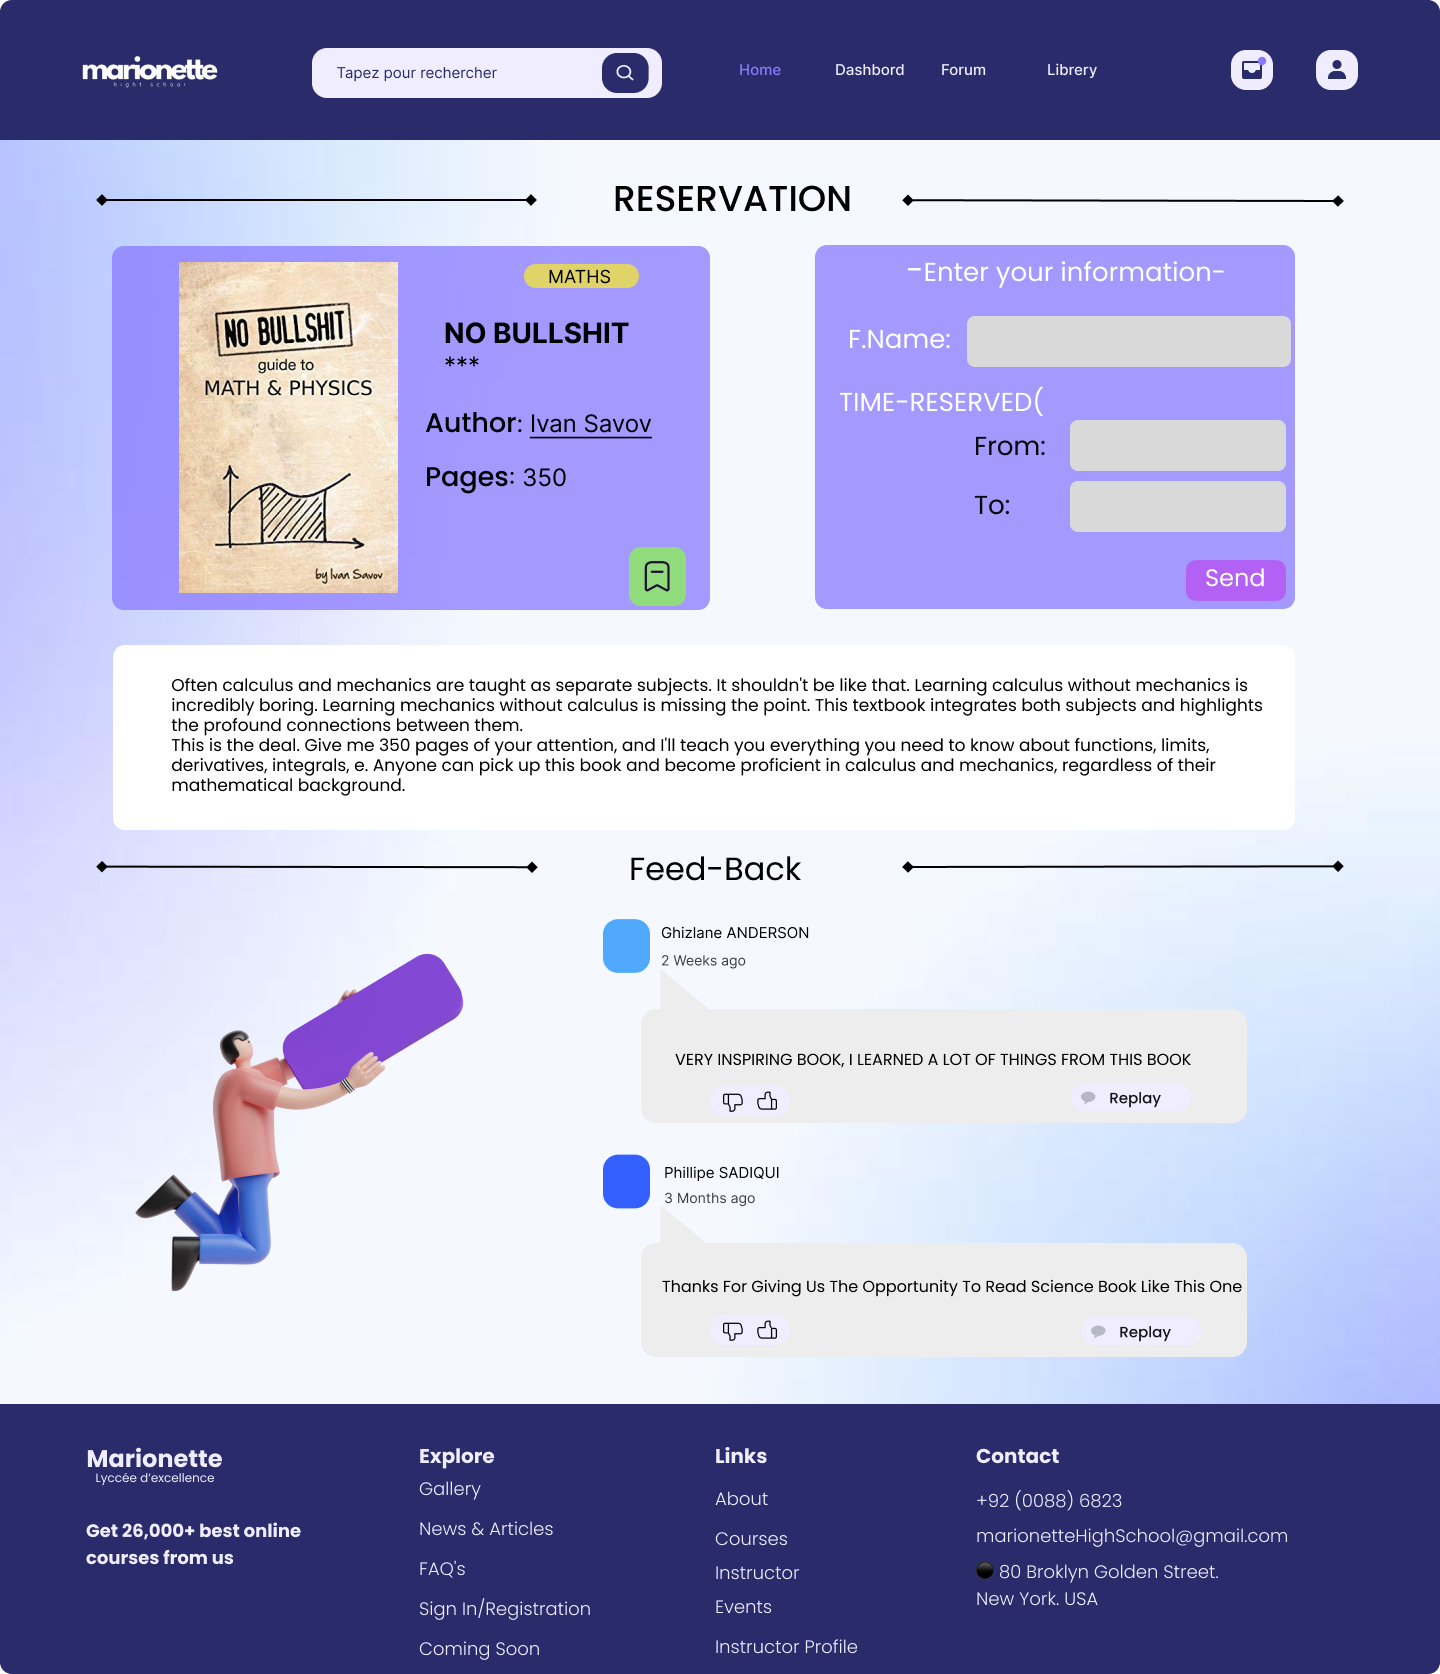 marionette
hight school
Tapez pour rechercher
Home
Dashbord
Forum
Librery
RESERVATION
NO BULLSHIT
guide to
MATH & PHYSICS
by Ivan Savov
MATHS
NO BULLSHIT
***
Author: Ivan Savov
Pages: 350
-Enter your information-
F.Name:
TIME-RESERVED(
From:
To:
Send
Often calculus and mechanics are taught as separate subjects. It shouldn't be like that. Learning calculus without mechanics is
incredibly boring. Learning mechanics without calculus is missing the point. This textbook integrates both subjects and highlights
the profound connections between them.
This is the deal. Give me 350 pages of your attention, and I'll teach you everything you need to know about functions, limits,
derivatives, integrals, e. Anyone can pick up this book and become proficient in calculus and mechanics, regardless of their
mathematical background.
Feed-Back
Ghizlane ANDERSON
2 Weeks ago
VERY INSPIRING BOOK, I LEARNED A LOT OF THINGS FROM THIS BOOK
Replay
Phillipe SADIQUI
3 Months ago
Thanks For Giving Us The Opportunity To Read Science Book Like This One
Replay
Marionette
Lyccée d'excellence
Get 26,000+ best online
courses from us
Explore
Gallery
News & Articles
FAQ's
Sign In/Registration
Coming Soon
Links
About
Courses
Instructor
Events
Instructor Profile
Contact
+92 (0088) 6823
marionetteHighSchool@gmail.com
80 Broklyn Golden Street.
New York. USA